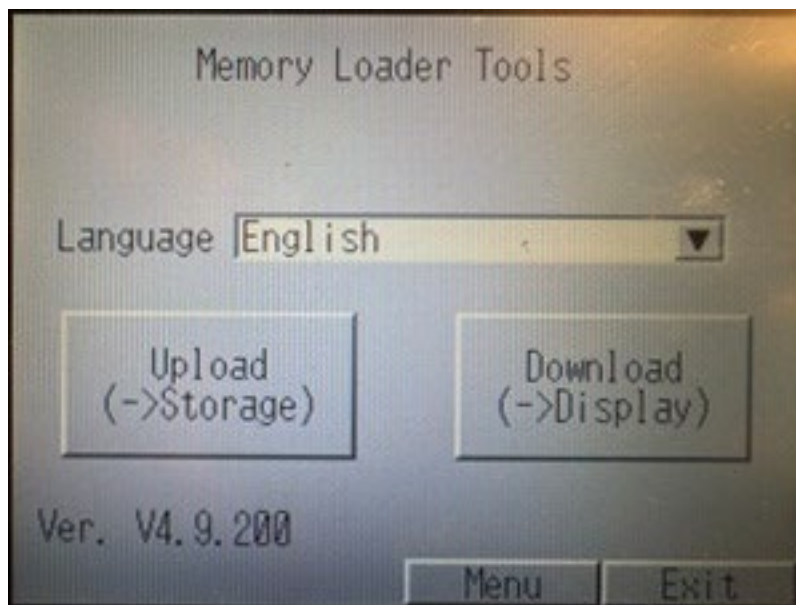 Memory Loader Tools
Language English
Upload
(->Storage)
Download
(->Display)
Ver. V4.9.200
Menu Exit